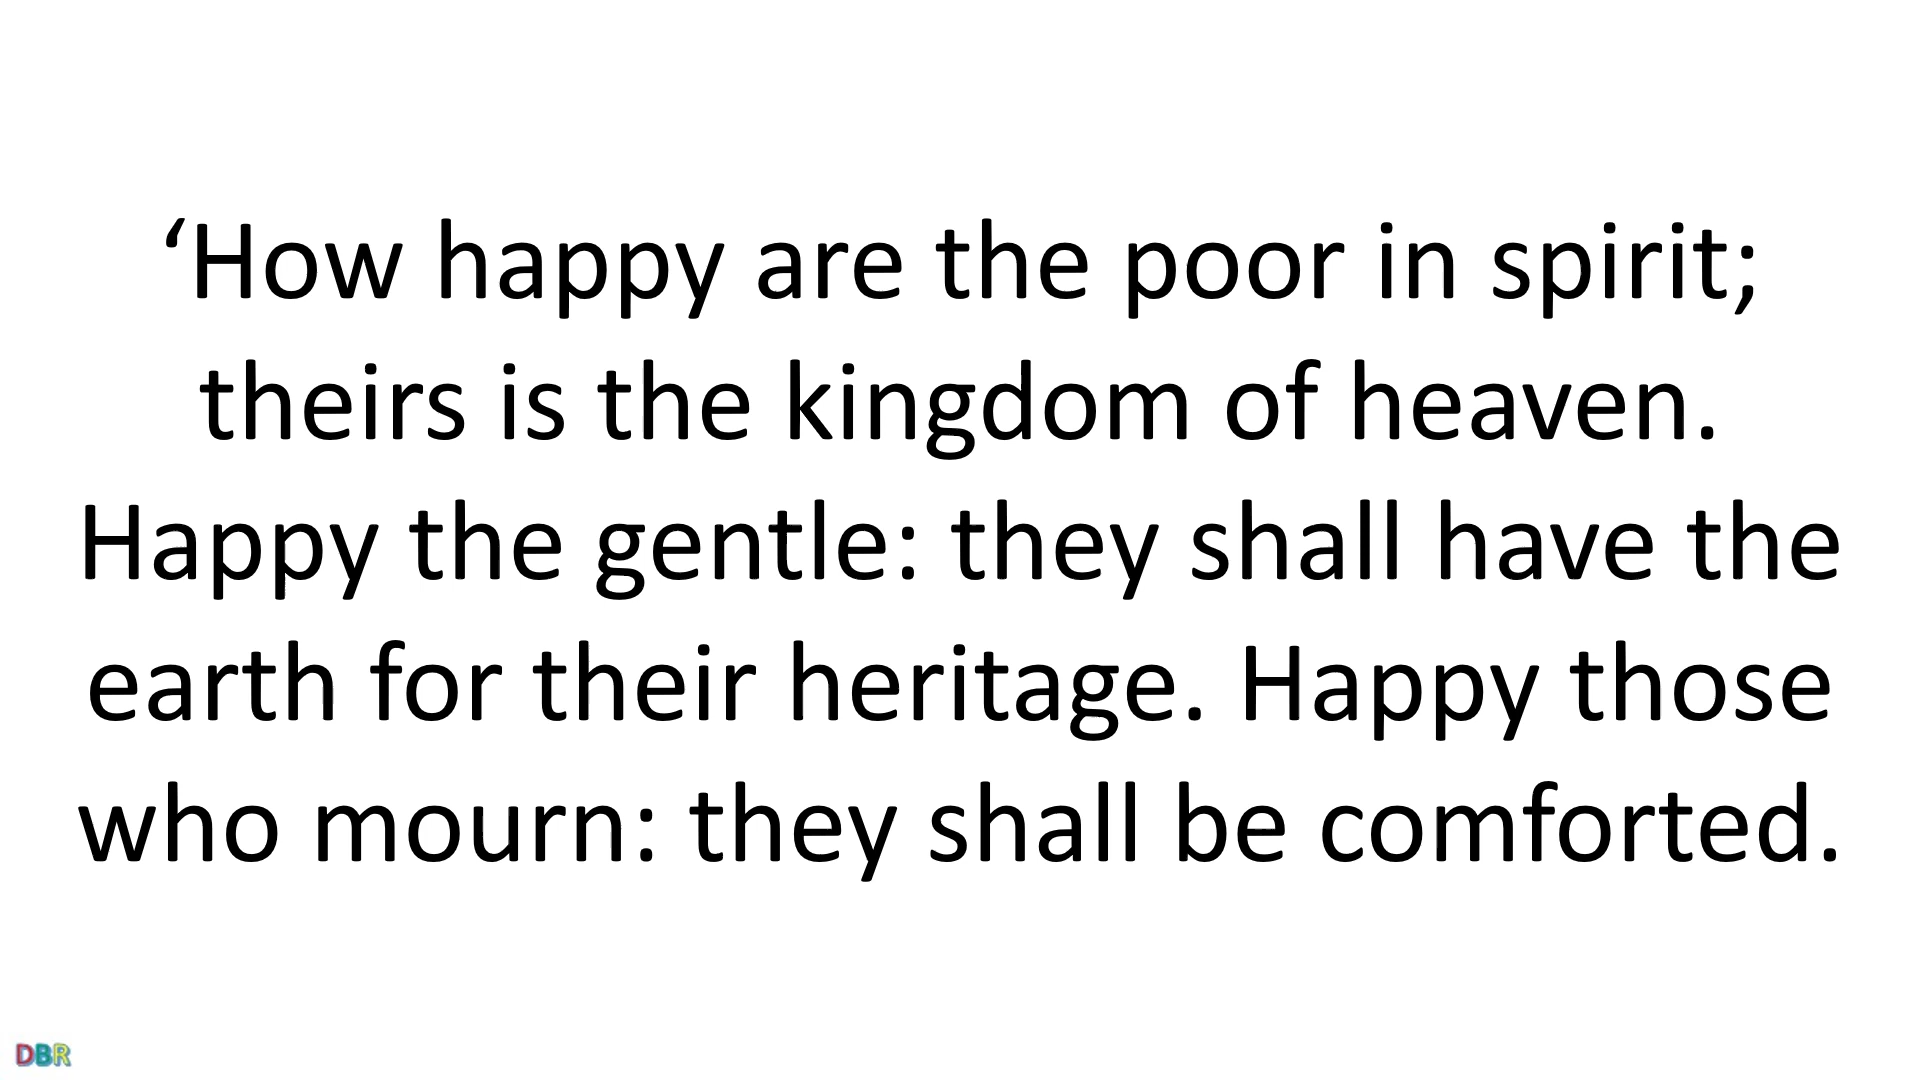 ‘How happy are the poor in spirit;
theirs is the kingdom of heaven.
Happy the gentle: they shall have the
earth for their heritage. Happy those
who mourn: they shall be comforted.
DBR